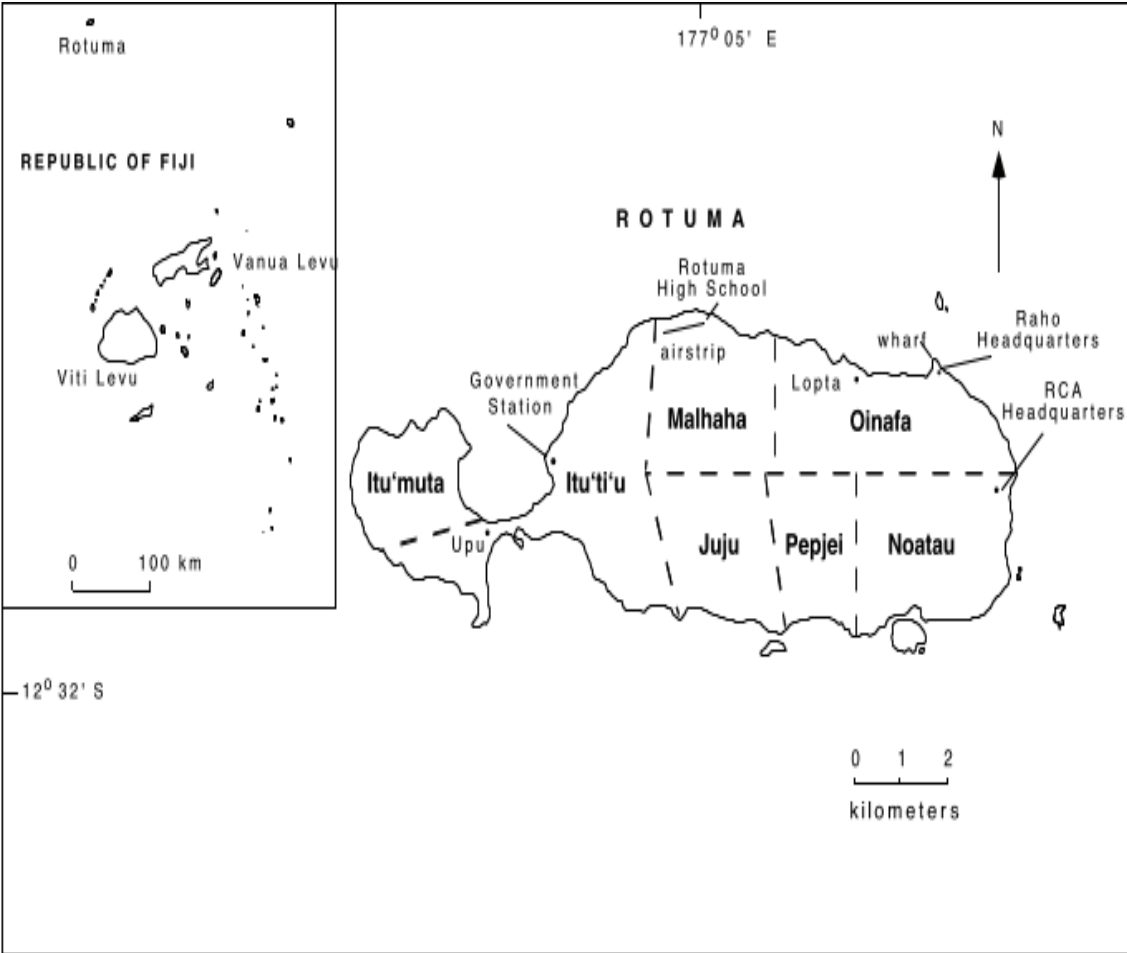 Rotuma
REPUBLIC OF FIJI
Vanua Levu
Viti Levu
0 100 km
177⁰ 05' E
N
ROTUMA
Rotuma
High School
airstrip
wharf
Raho
Headquarters
Government
Station
Lopta
RCA
Headquarters
Malhaha
Oinafa
Itu‘muta
Itu‘ti‘u
Upu
Juju
Pepjei
Noatau
12⁰ 32' S
0 1 2
kilometers